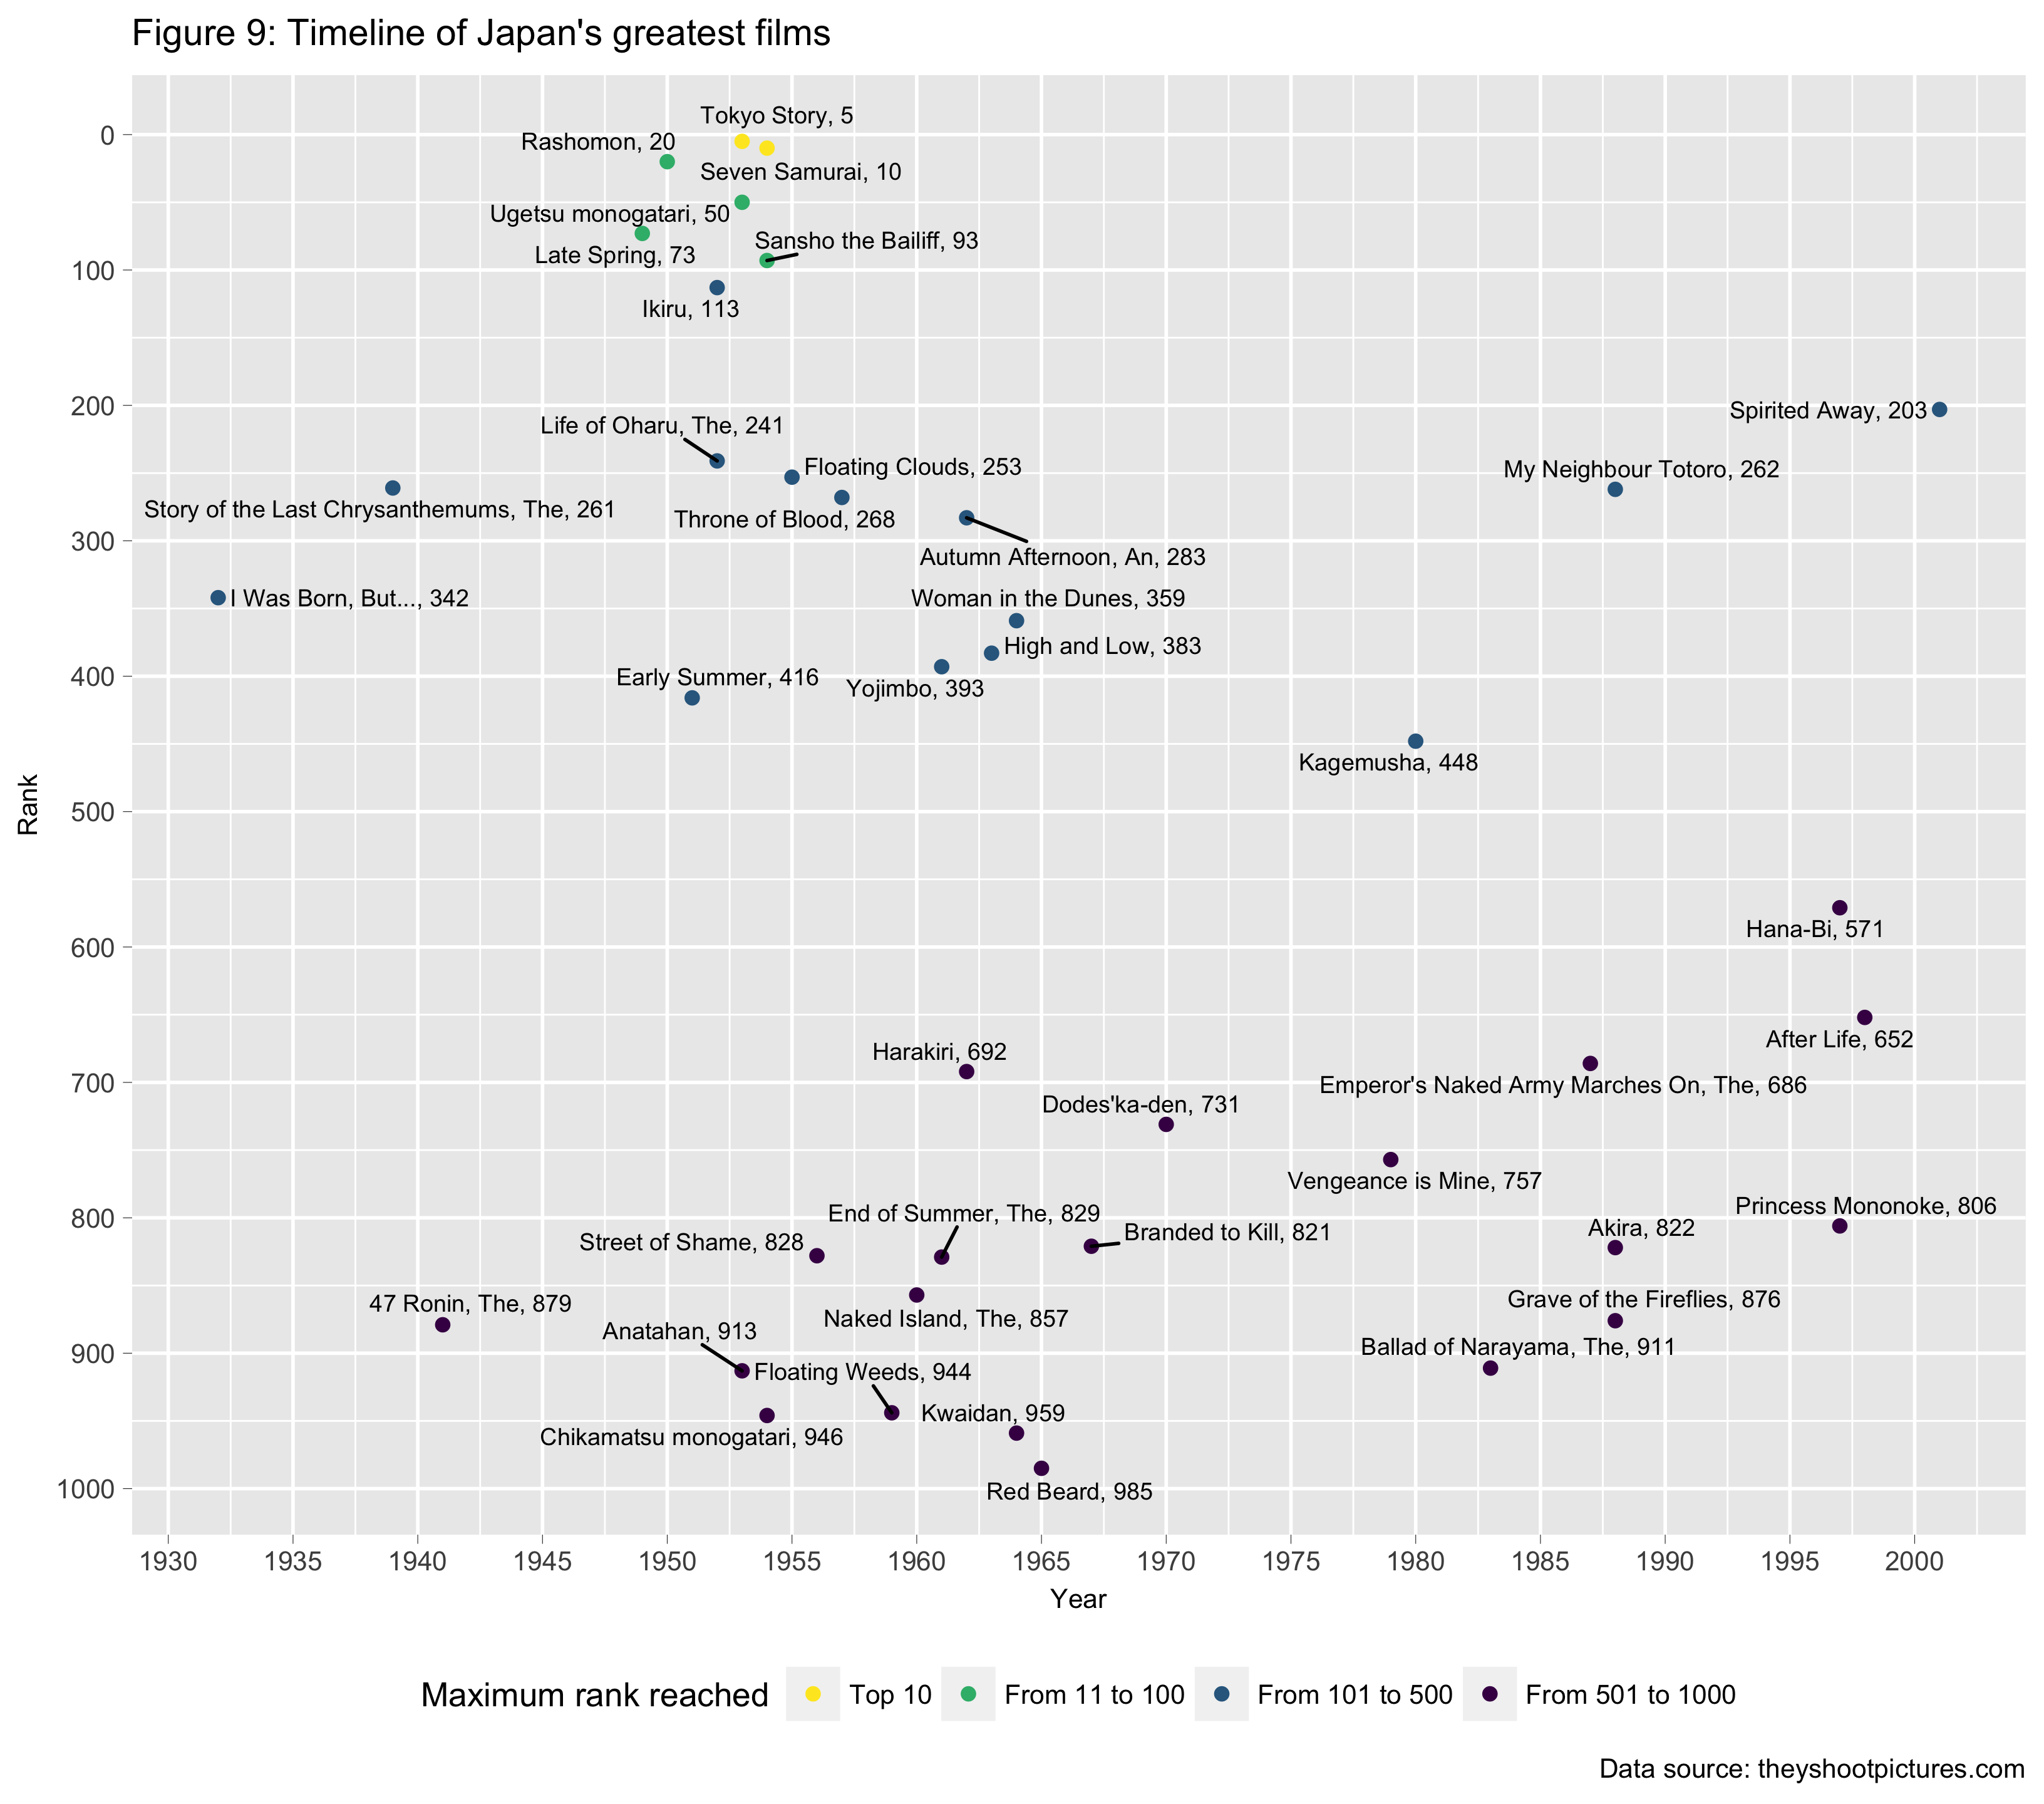 Figure 9: Timeline of Japan's greatest films
Tokyo Story, 5
Rashomon, 20
0
Seven Samurai, 10
Ugetsu monogatari, 50
Sansho the Bailiff, 93
Late Spring, 73
100
Ikiru, 113
200
Spirited Away, 203
Life of Oharu, The, 241
Floating Clouds, 253
My Neighbour Totoro, 262
Story of the Last Chrysanthemums, The, 261
Throne of Blood, 268
300
Autumn Afternoon, An, 283
I Was Born, But..., 342
Woman in the Dunes, 359
High and Low, 383
400
Early Summer, 416
Yojimbo, 393
Kagemusha, 448
Rank
500
Hana-Bi, 571
600
After Life, 652
Harakiri, 692
700
Emperor's Naked Army Marches On, The, 686
Dodes'ka-den, 731
Vengeance is Mine, 757
Princess Mononoke, 806
End of Summer, The, 829
800
Akira, 822
Branded to Kill, 821
Street of Shame, 828
Grave of the Fireflies, 876
47 Ronin, The, 879
Naked Island, The, 857
Anatahan, 913
Ballad of Narayama, The, 911
900
Floating Weeds, 944
Kwaidan, 959
Chikamatsu monogatari, 946
1000
Red Beard, 985
1930 1935 1940 1945 1950 1955 1960 1965 1970 1975 1980 1985 1990 1995 2000
Year
Maximum rank reached Top 10 From 11 to 100 From 101 to 500 From 501 to 1000
Data source: theyshootpictures.com